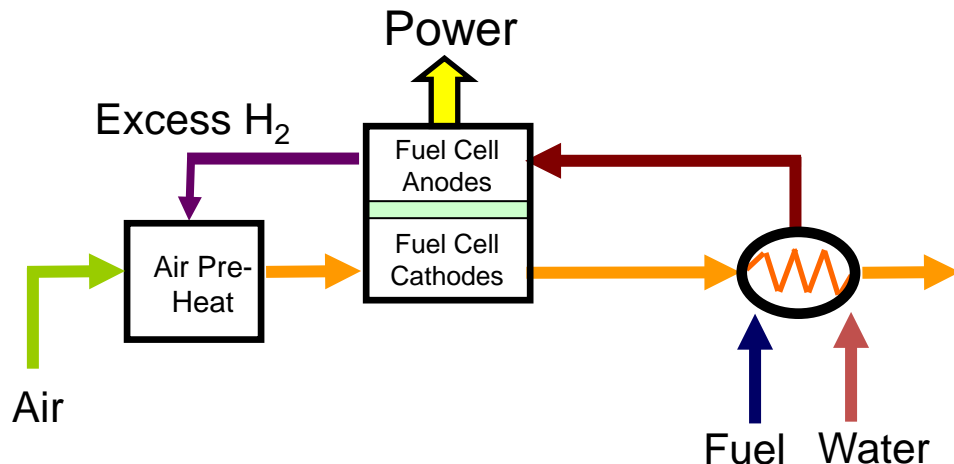 Power
Excess H₂
Fuel Cell
Anodes
Fuel Cell
Cathodes
Air Pre-
Heat
Air
Fuel
Water